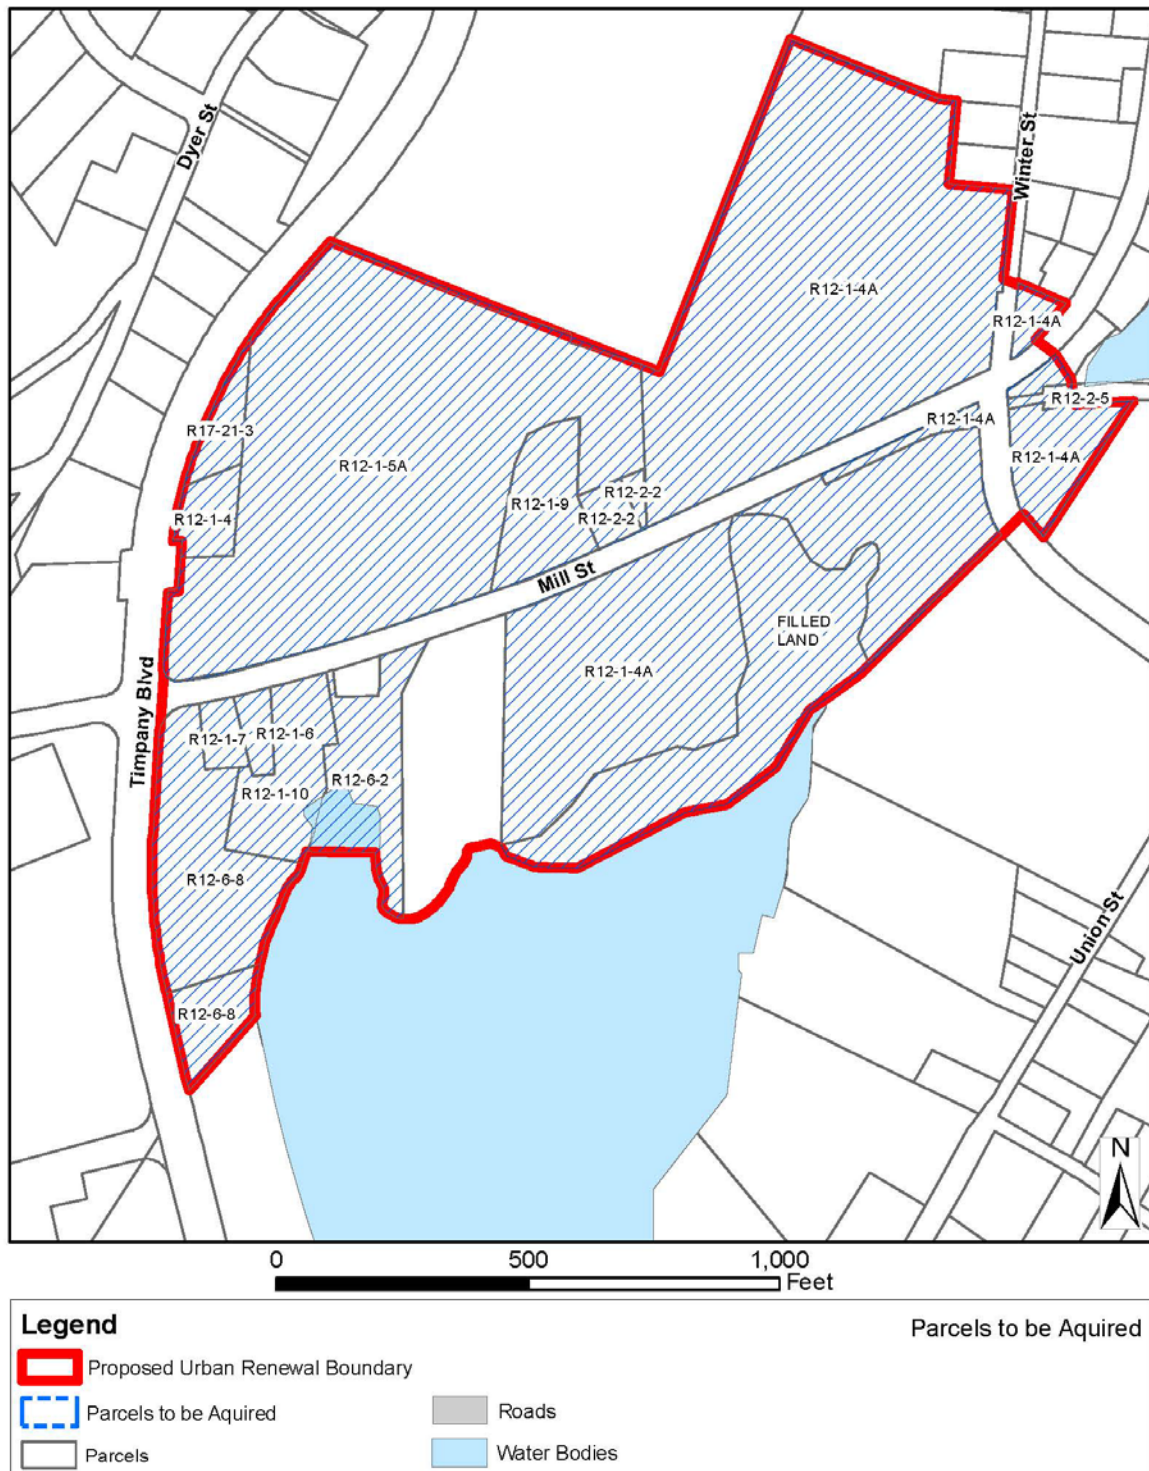 Dyer St
Winter St
R12-1-4A
R12-1-4A
R12-2-5
R17-21-3
R12-1-4A
R12-1-5A
R12-1-4A
R12-2-2
R12-1-9
R12-1-4
R12-2-2
Mill St
FILLED
LAND
R12-1-4A
Timpany Blvd
R12-1-7
R12-1-6
R12-6-2
R12-1-10
R12-6-8
Union St
R12-6-8
N
0 500 1,000
Feet
Legend
Parcels to be Aquired
Proposed Urban Renewal Boundary
Parcels to be Aquired
Roads
Parcels
Water Bodies